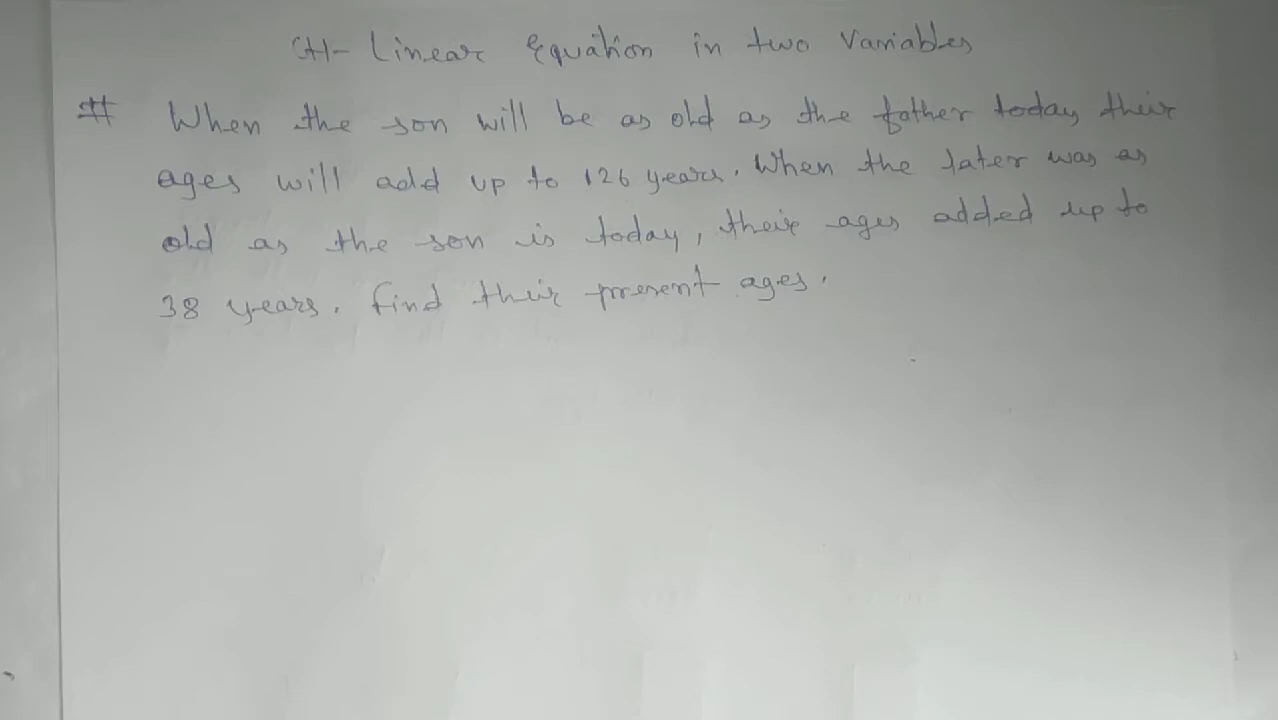 CH- Linear Equation in two Variables
# When the son will be as old as the father today their
ages will add up to 126 years. When the later was as
old as the son is today, their ages added up to
38 years. Find their present ages.